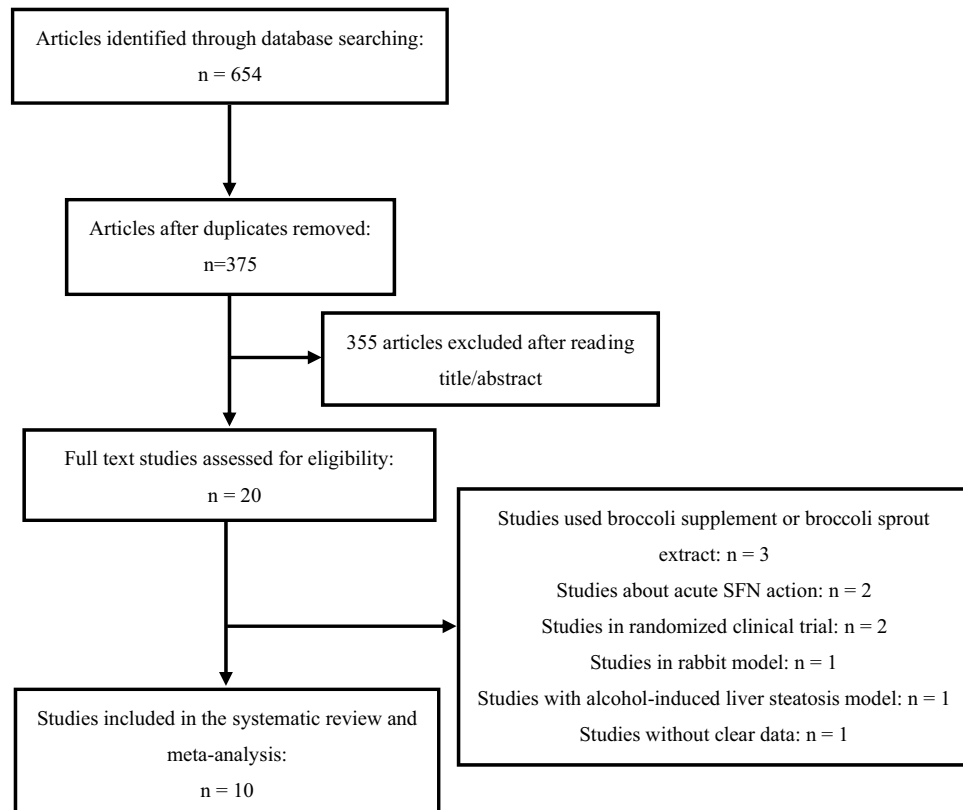 Articles identified through database searching:
n = 654
Articles after duplicates removed:
n=375
355 articles excluded after reading
title/abstract
Full text studies assessed for eligibility:
n = 20
Studies used broccoli supplement or broccoli sprout
extract: n = 3
Studies about acute SFN action: n = 2
Studies in randomized clinical trial: n = 2
Studies in rabbit model: n = 1
Studies with alcohol-induced liver steatosis model: n = 1
Studies without clear data: n = 1
Studies included in the systematic review and
meta-analysis:
n = 10